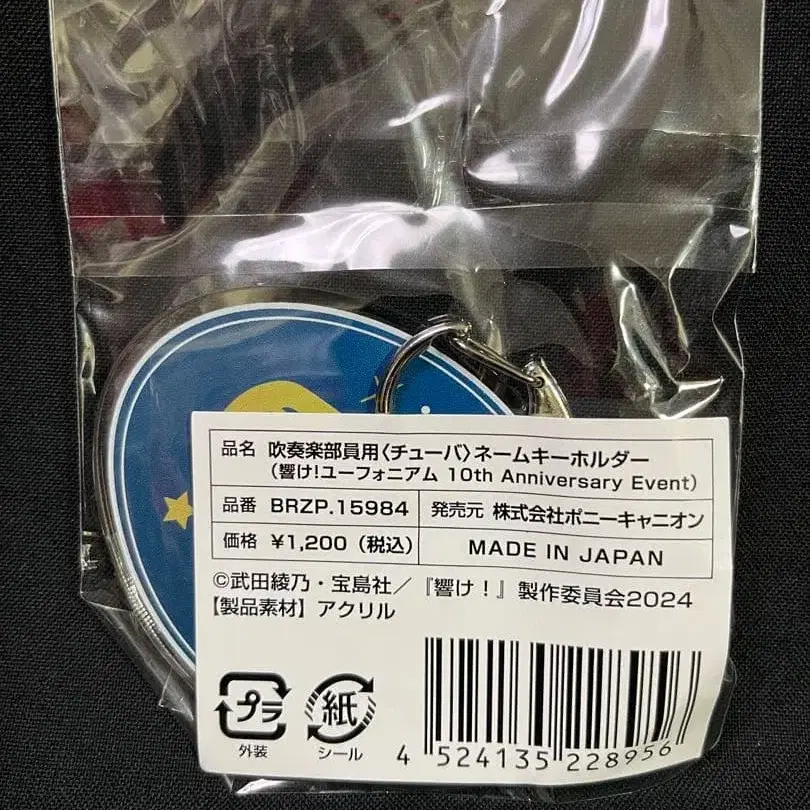 品名 吹奏楽部員用〈チューバ〉ネームキーホルダー
(響け!ユーフォニアム 10th Anniversary Event)
品番 BRZP.15984 発売元 株式会社ポニーキャニオン
価格 ¥1,200(税込) MADE IN JAPAN
©武田綾乃・宝島社/『響け!』製作委員会2024
【製品素材】アクリル
プラ 紙
外装 シール
4 524135 228956